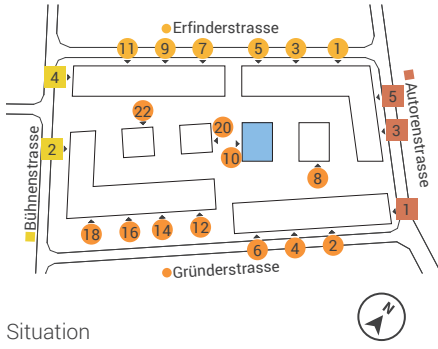 Erfinderstrasse
11 9 7 5 3 1
4
5
Autorenstrasse
22
20
3
2
10
8
Bühnenstrasse
18 16 14 12
1
6 4 2
Gründerstrasse
N
Situation